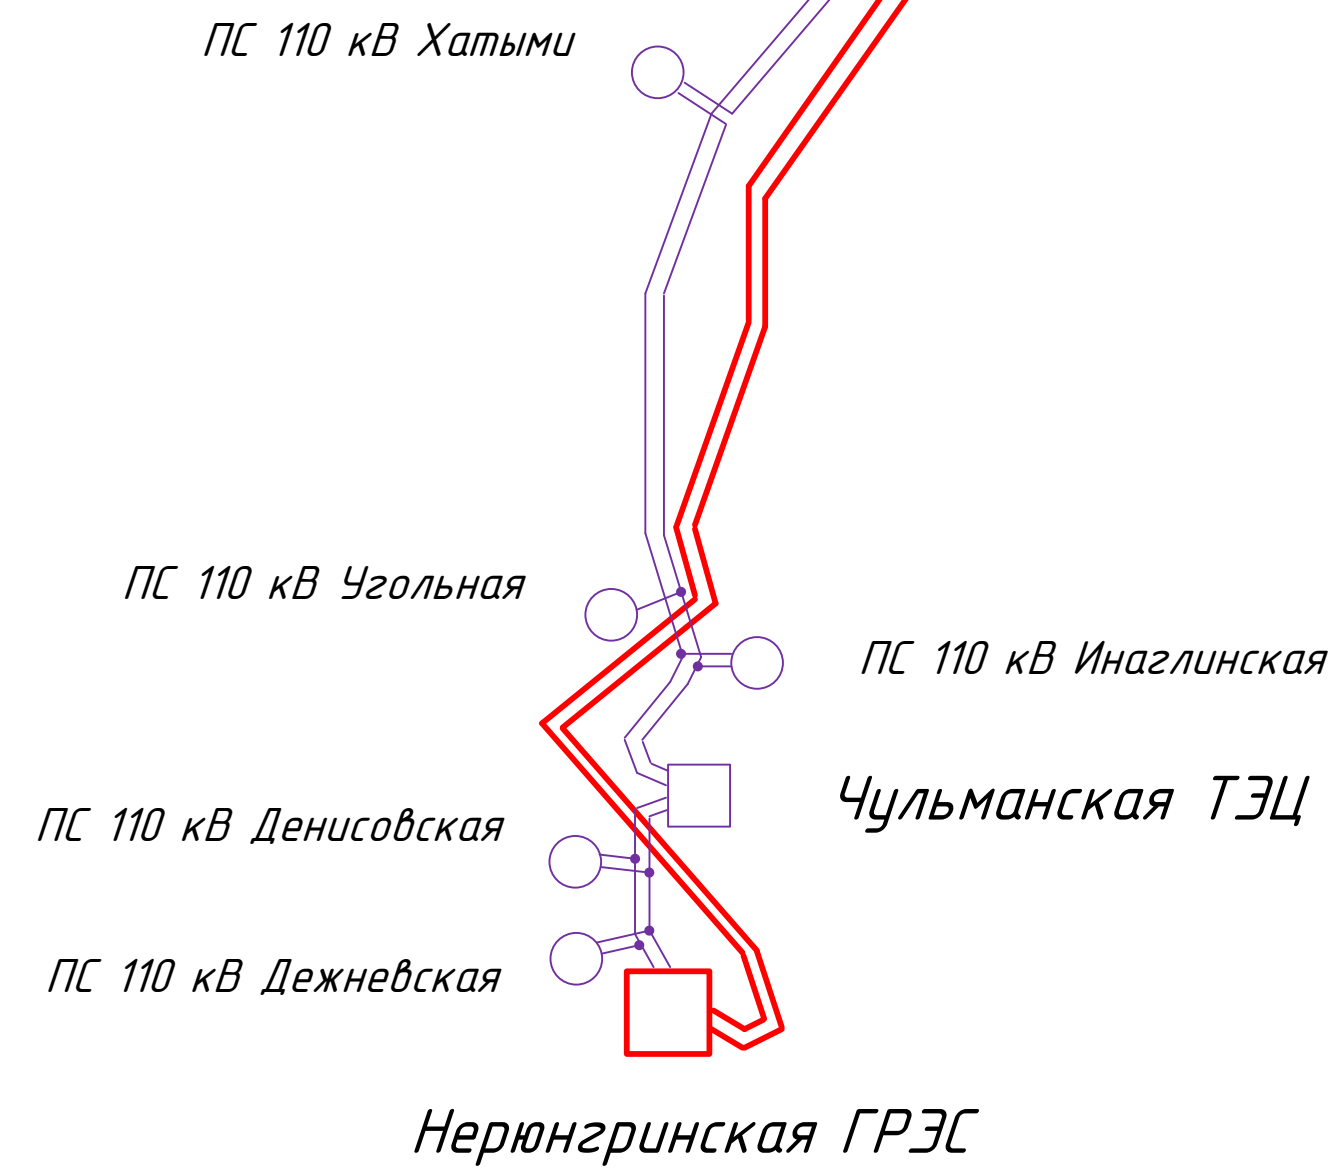 ПС 110 кВ Хатыми
ПС 110 кВ Угольная
ПС 110 кВ Инаглинская
Чульманская ТЭЦ
ПС 110 кВ Денисовская
ПС 110 кВ Дежневская
Нерюнгринская ГРЭС